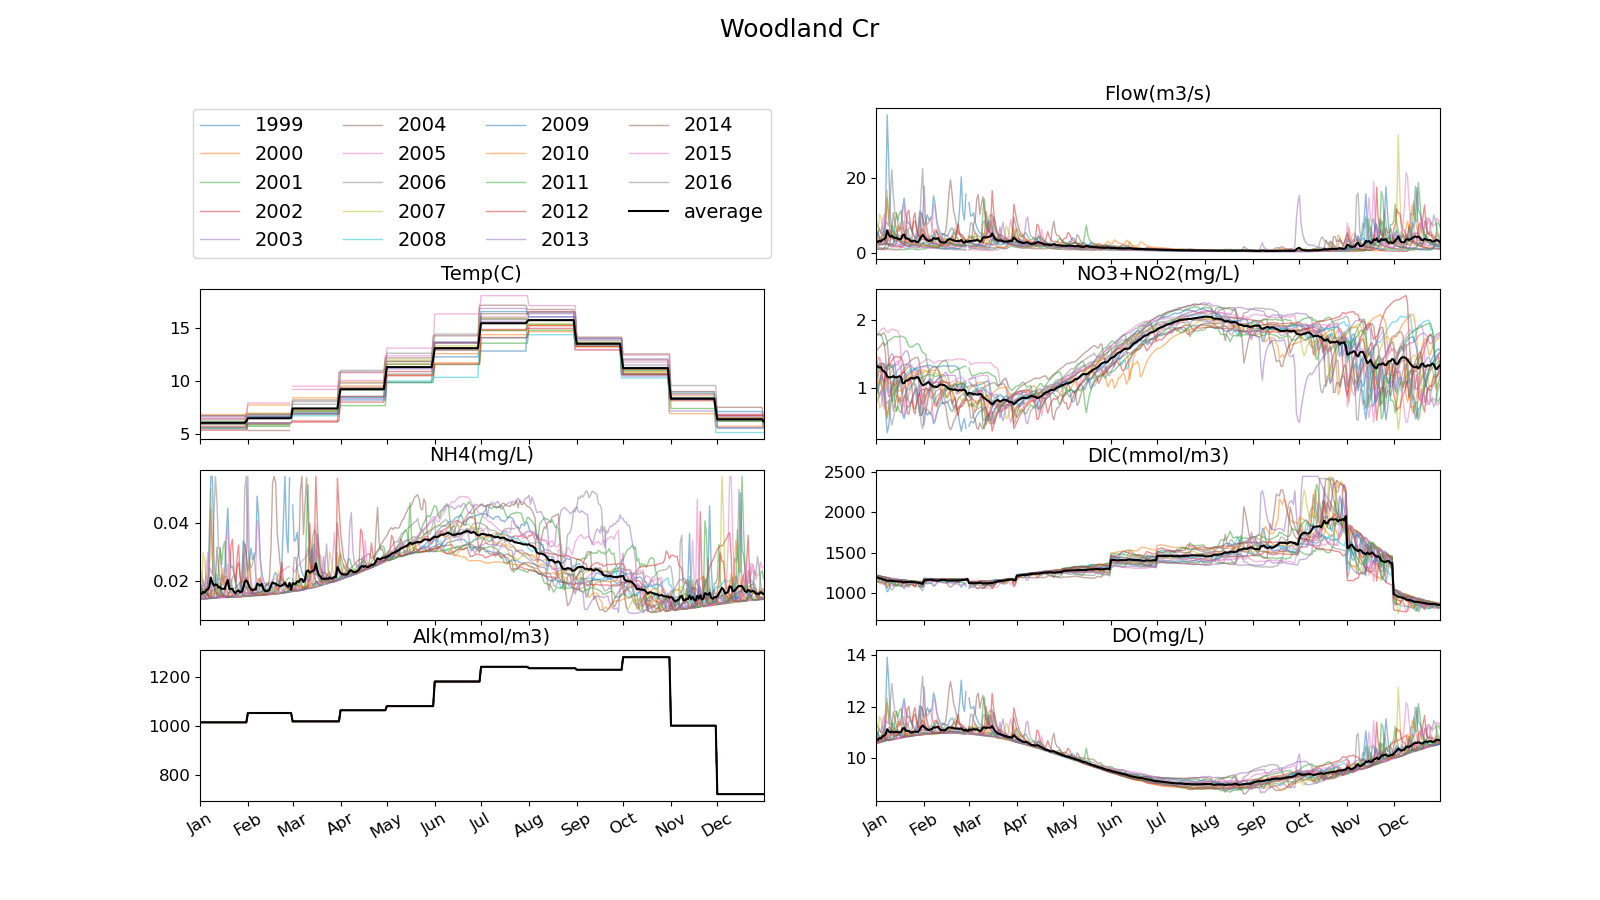 Woodland Cr
1999 2004 2009 2014
2000 2005 2010 2015
2001 2006 2011 2016
2002 2007 2012 average
2003 2008 2013
Flow(m3/s)
20
0
Temp(C)
15
10
5
NO3+NO2(mg/L)
2
1
NH4(mg/L)
0.04
0.02
DIC(mmol/m3)
2500
2000
1500
1000
Alk(mmol/m3)
1200
1000
800
Jan Feb Mar Apr May Jun Jul Aug Sep Oct Nov Dec
DO(mg/L)
14
12
10
Jan Feb Mar Apr May Jun Jul Aug Sep Oct Nov Dec